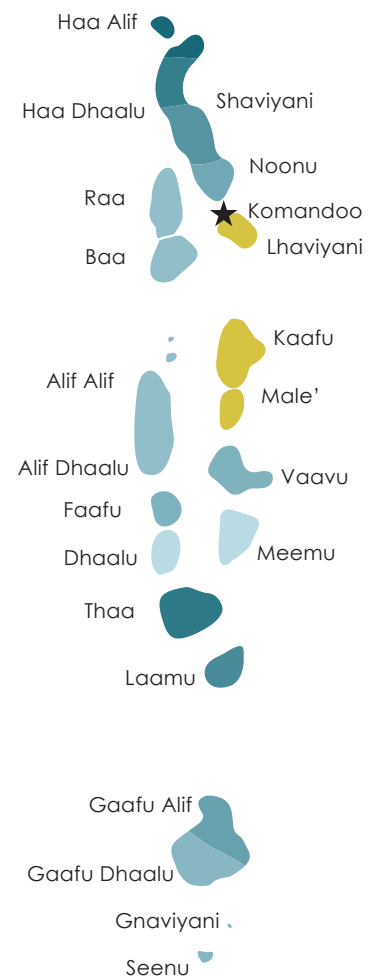 Haa Alif
Haa Dhaalu
Shaviyani
Noonu
Raa
Komandoo
Baa
Lhaviyani
Kaafu
Alif Alif
Male’
Alif Dhaalu
Vaavu
Faafu
Dhaalu
Meemu
Thaa
Laamu
Gaafu Alif
Gaafu Dhaalu
Gnaviyani
Seenu